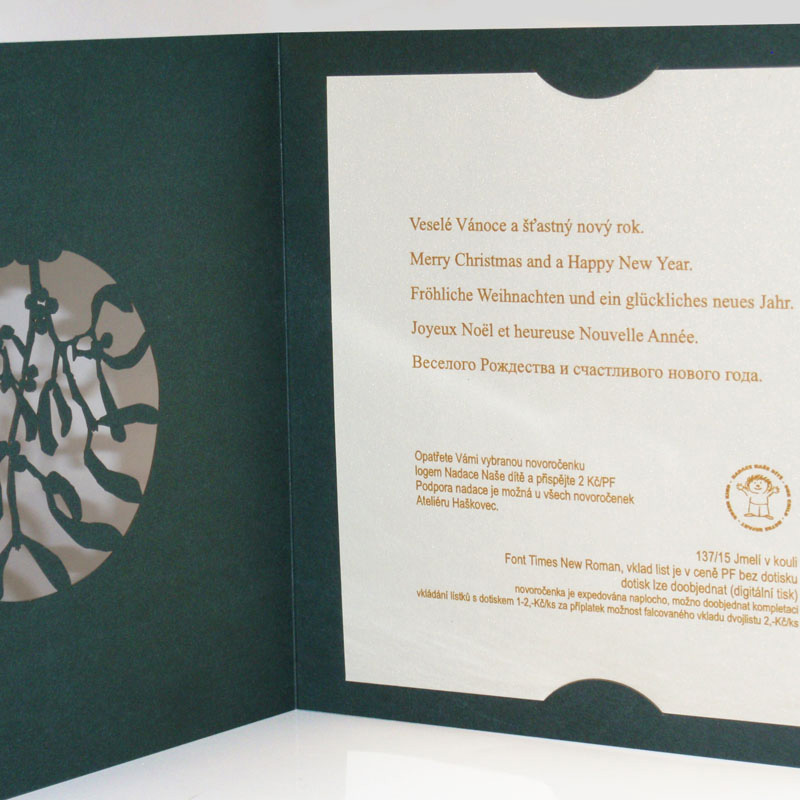 Veselé Vánoce a šťastný nový rok.
Merry Christmas and a Happy New Year.
Fröhliche Weihnachten und ein glückliches neues Jahr.
Joyeux Noël et heureuse Nouvelle Année.
Веселого Рождества и счастливого нового года.
Opatřete Vámi vybranou novoročenku
logem Nadace Naše dítě a přispějte 2 Kč/PF
Podpora nadace je možná u všech novoročenek
Ateliéru Haškovec.
137/15 Jmelí v kouli
Font Times New Roman, vklad list je v ceně PF bez dotisku
dotisk lze doobjednat (digitální tisk)
novoročenka je expedována naplocho, možno doobjednat kompletaci
vkládání lístků s dotiskem 1-2,-Kč/ks za příplatek možnost falcovaného vkladu dvojlistu 2,-Kč/ks